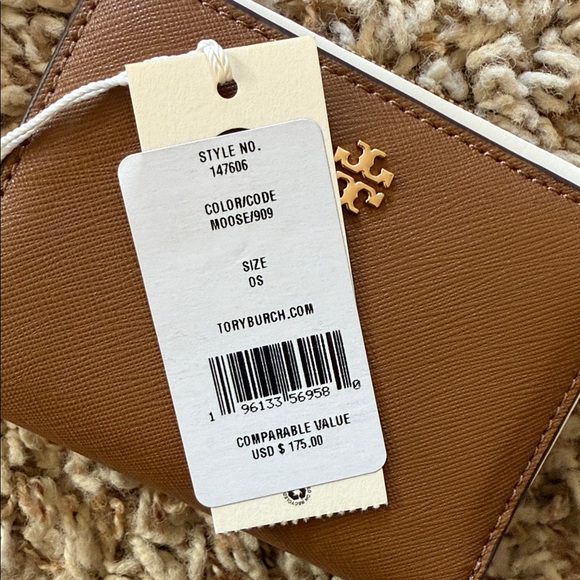 STYLE NO.
147606
COLOR/CODE
MOOSE/909
SIZE
OS
TORYBURCH.COM
1 96133 56958 0
COMPARABLE VALUE
USD $ 175.00